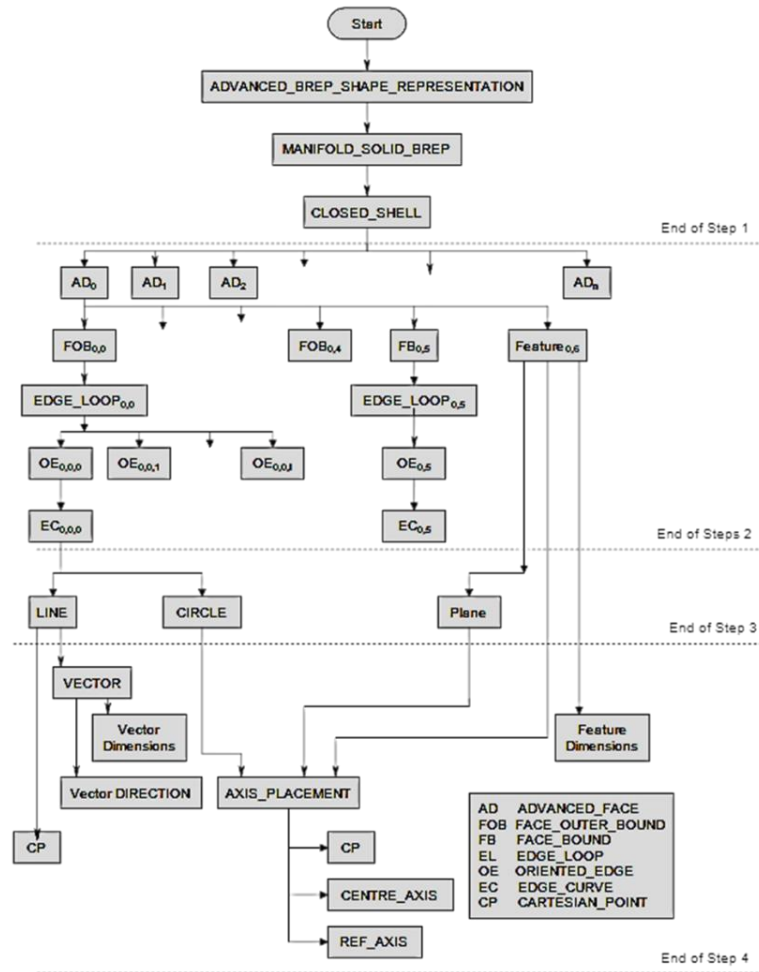 Start
ADVANCED_BREP_SHAPE_REPRESENTATION
MANIFOLD_SOLID_BREP
CLOSED_SHELL
End of Step 1
AD₀ AD₁ AD₂ ADₙ
FOB₀,₀ FOB₀,₄ FB₀,₅ Feature₀,₆
EDGE_LOOP₀,₀ EDGE_LOOP₀,₅
OE₀,₀,₀ OE₀,₀,₁ OE₀,₀,ₗ OE₀,₅
EC₀,₀,₀ EC₀,₅
End of Steps 2
LINE CIRCLE Plane
End of Step 3
VECTOR
Vector
Dimensions
Feature
Dimensions
Vector DIRECTION AXIS_PLACEMENT
CP CP
CENTRE_AXIS
REF_AXIS
AD ADVANCED_FACE
FOB FACE_OUTER_BOUND
FB FACE_BOUND
EL EDGE_LOOP
OE ORIENTED_EDGE
EC EDGE_CURVE
CP CARTESIAN_POINT
End of Step 4